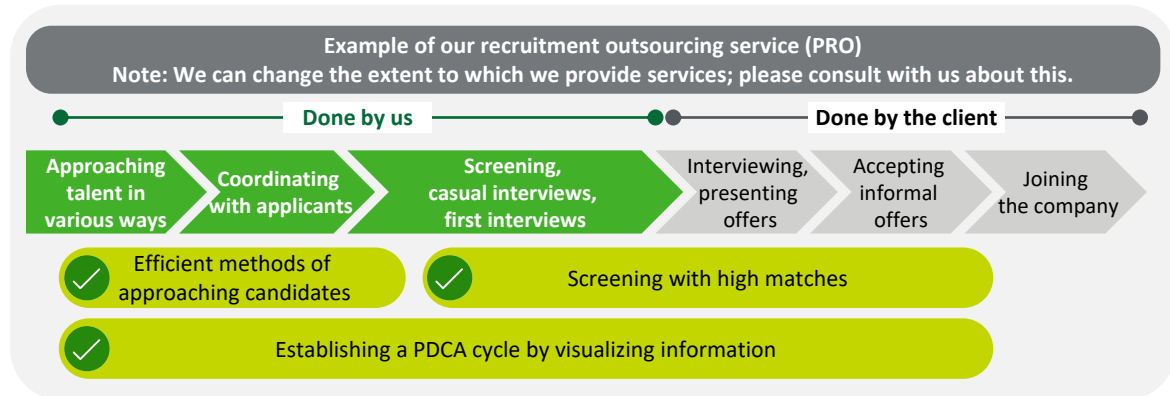 Example of our recruitment outsourcing service (PRO)
Note: We can change the extent to which we provide services; please consult with us about this.
Done by us
Done by the client
Approaching
talent in
various ways
Coordinating
with applicants
Screening,
casual interviews,
first interviews
Interviewing,
presenting
offers
Accepting
informal
offers
Joining
the company
Efficient methods of
approaching candidates
Screening with high matches
Establishing a PDCA cycle by visualizing information